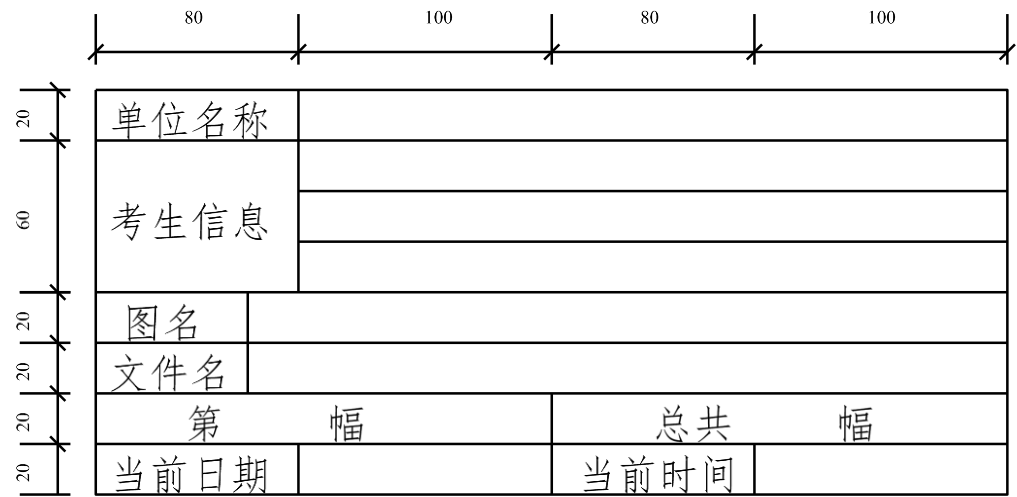 80 100 80 100
20 单位名称
60 考生信息
20 图名
20 文件名
20 第 幅 总共 幅
20 当前日期 当前时间